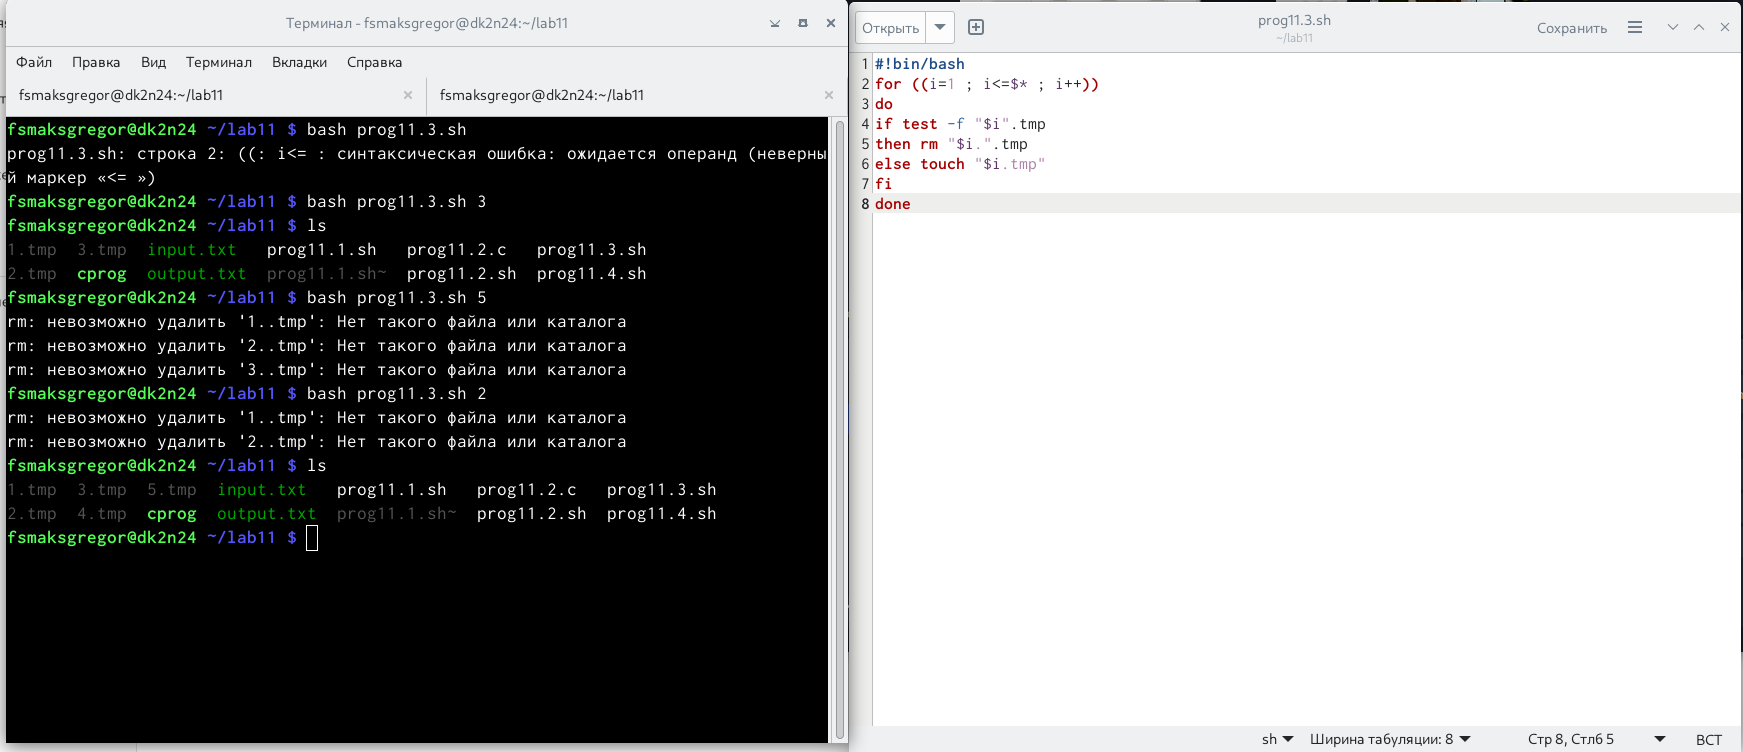 Терминал - fsmaksgregor@dk2n24:~/lab11
Файл Правка Вид Терминал Вкладки Справка
fsmaksgregor@dk2n24:~/lab11 × fsmaksgregor@dk2n24:~/lab11 ×
fsmaksgregor@dk2n24 ~/lab11 $ bash prog11.3.sh
prog11.3.sh: строка 2: ((: i<= : синтаксическая ошибка: ожидается операнд (неверны
й маркер «<= »)
fsmaksgregor@dk2n24 ~/lab11 $ bash prog11.3.sh 3
fsmaksgregor@dk2n24 ~/lab11 $ ls
1.tmp 3.tmp input.txt prog11.1.sh prog11.2.c prog11.3.sh
2.tmp cprog output.txt prog11.1.sh~ prog11.2.sh prog11.4.sh
fsmaksgregor@dk2n24 ~/lab11 $ bash prog11.3.sh 5
rm: невозможно удалить '1..tmp': Нет такого файла или каталога
rm: невозможно удалить '2..tmp': Нет такого файла или каталога
rm: невозможно удалить '3..tmp': Нет такого файла или каталога
fsmaksgregor@dk2n24 ~/lab11 $ bash prog11.3.sh 2
rm: невозможно удалить '1..tmp': Нет такого файла или каталога
rm: невозможно удалить '2..tmp': Нет такого файла или каталога
fsmaksgregor@dk2n24 ~/lab11 $ ls
1.tmp 3.tmp 5.tmp input.txt prog11.1.sh prog11.2.c prog11.3.sh
2.tmp 4.tmp cprog output.txt prog11.1.sh~ prog11.2.sh prog11.4.sh
fsmaksgregor@dk2n24 ~/lab11 $
Открыть prog11.3.sh Сохранить
~/lab11
1 #!bin/bash
2 for ((i=1 ; i<=$* ; i++))
3 do
4 if test -f "$i".tmp
5 then rm "$i.".tmp
6 else touch "$i.tmp"
7 fi
8 done
sh Ширина табуляции: 8 Стр 8, Стлб 5 ВСТ